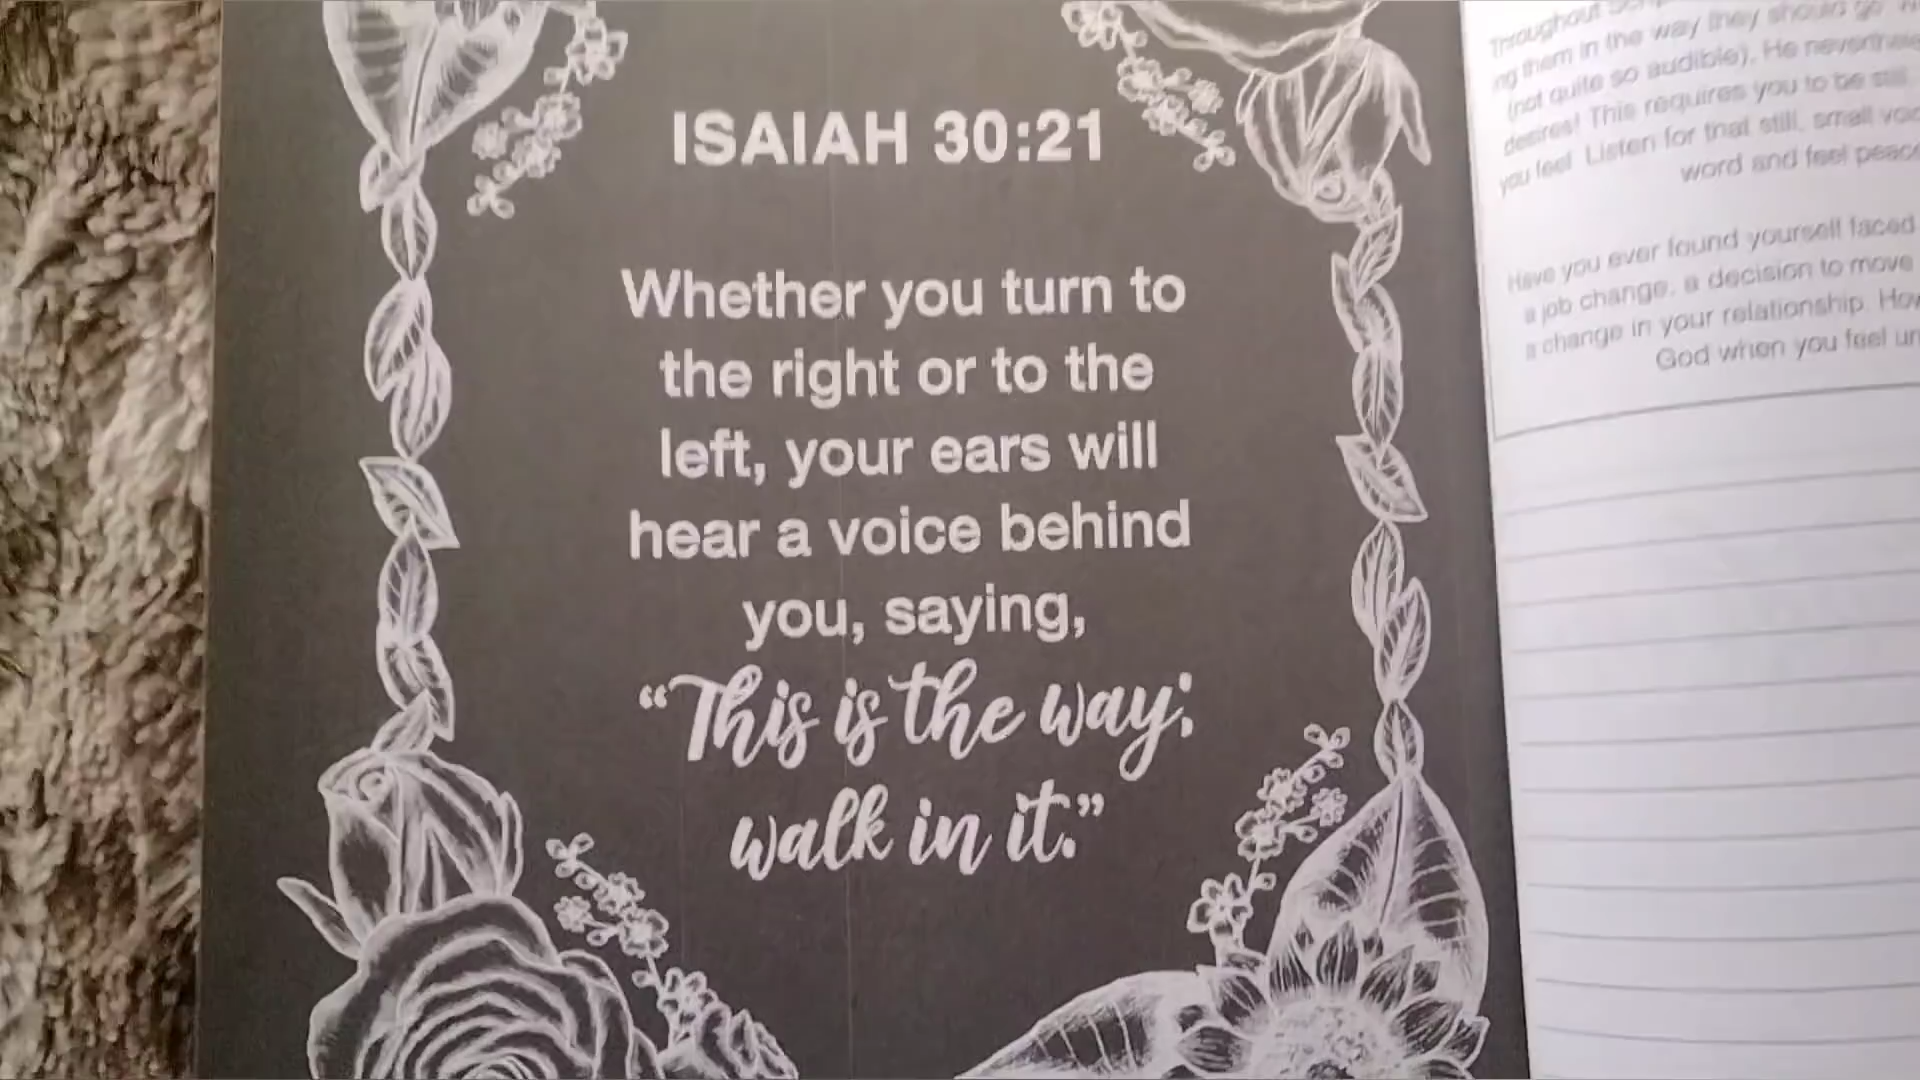 ISAIAH 30:21
Whether you turn to
the right or to the
left, your ears will
hear a voice behind
you, saying,
“This is the way;
walk in it.”
Throughout
them in the way they should go
(not quite so audible), He
desires! This requires you to be still
you feel. Listen for that still, small
word and feel peace
Have you ever found yourself faced
a job change, a decision to move
a change in your relationship. How
God when you feel